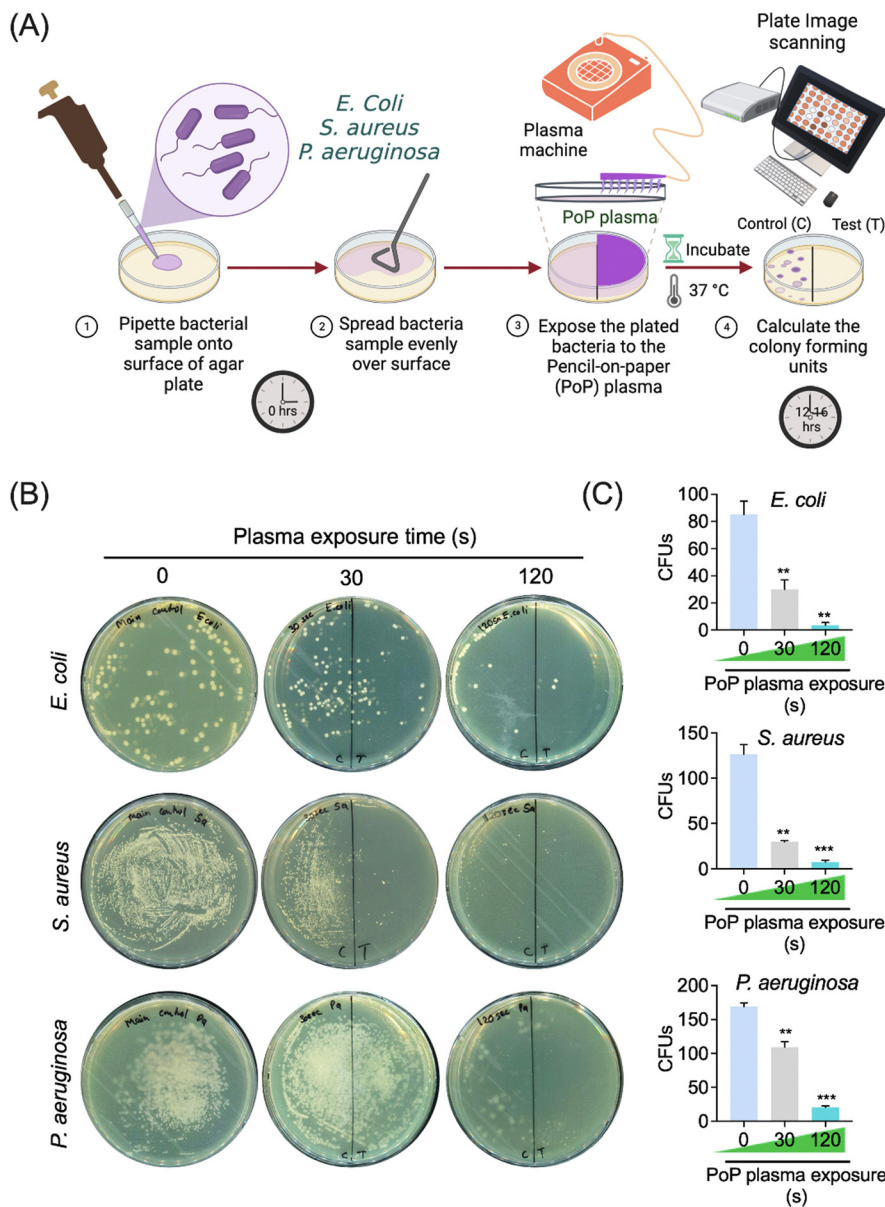 (A)
Plate Image
scanning
E. Coli
S. aureus
P. aeruginosa
Plasma
machine
PoP plasma
Control (C)
Test (T)
Incubate
37 °C
1
Pipette bacterial
sample onto
surface of agar
plate
2
Spread bacteria
sample evenly
over surface
3
Expose the plated
bacteria to the
Pencil-on-paper
(PoP) plasma
4
Calculate the
colony forming
units
0 hrs
12-16
hrs
(B)
Plasma exposure time (s)
0 30 120
E. coli
Main control E coli
30 sec E.coli
C T
120sec E.coli
C T
S. aureus
Main control Sa
30sec Sa
C T
120sec Sa
C T
P. aeruginosa
Main control Pa
30sec Pa
C T
120sec Pa
C T
(C)
E. coli
CFUs
100
80
60
40
20
0
**
**
0 30 120
PoP plasma exposure
(s)
S. aureus
CFUs
150
100
50
0
**
***
0 30 120
PoP plasma exposure
(s)
P. aeruginosa
CFUs
200
150
100
50
0
**
***
0 30 120
PoP plasma exposure
(s)